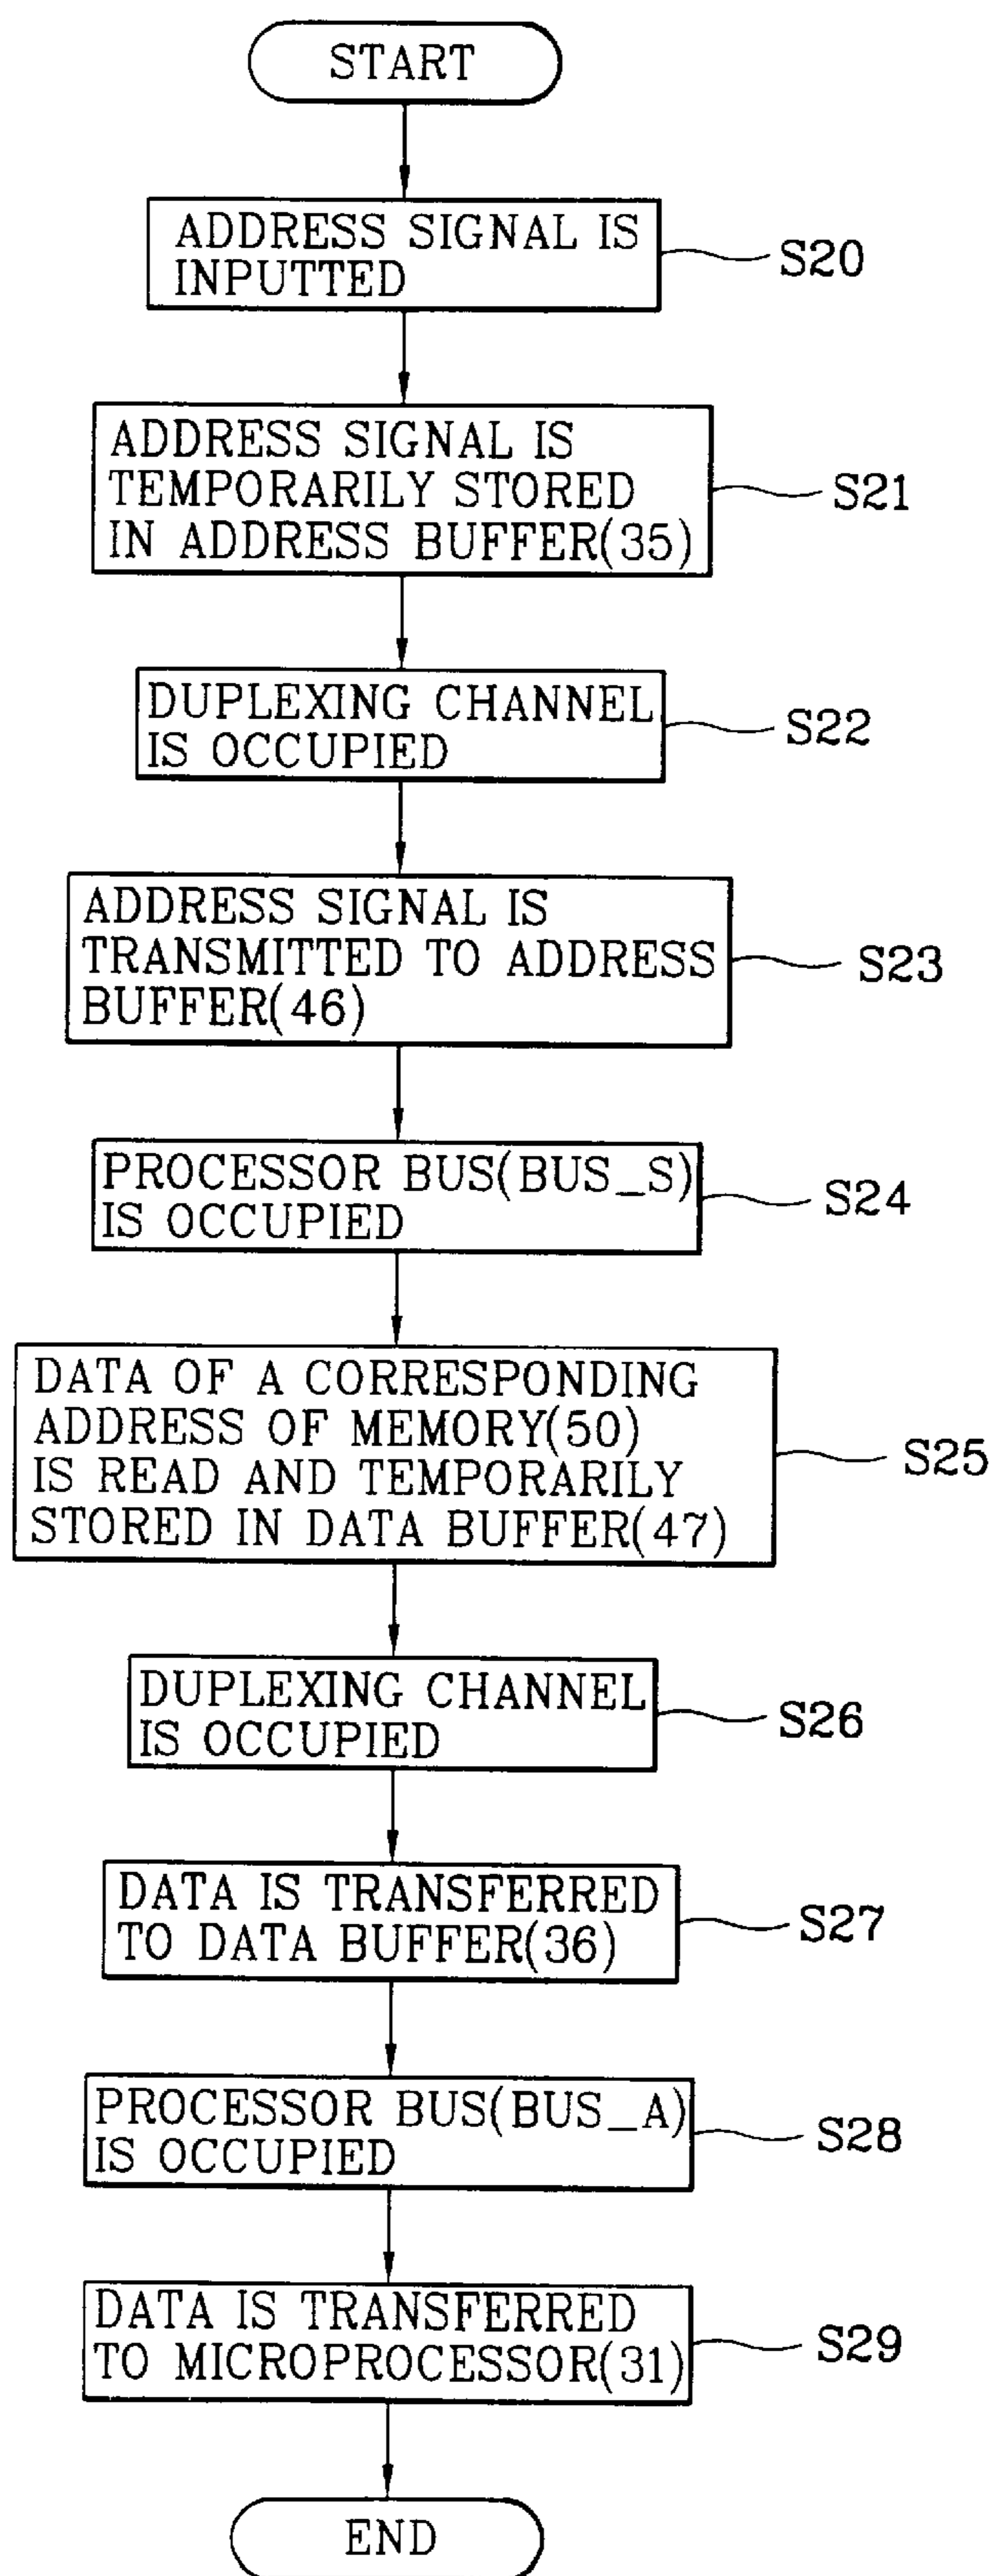 START
ADDRESS SIGNAL IS
INPUTTED
S20
ADDRESS SIGNAL IS
TEMPORARILY STORED
IN ADDRESS BUFFER(35)
S21
DUPLEXING CHANNEL
IS OCCUPIED
S22
ADDRESS SIGNAL IS
TRANSMITTED TO ADDRESS
BUFFER(46)
S23
PROCESSOR BUS(BUS_S)
IS OCCUPIED
S24
DATA OF A CORRESPONDING
ADDRESS OF MEMORY(50)
IS READ AND TEMPORARILY
STORED IN DATA BUFFER(47)
S25
DUPLEXING CHANNEL
IS OCCUPIED
S26
DATA IS TRANSFERRED
TO DATA BUFFER(36)
S27
PROCESSOR BUS(BUS_A)
IS OCCUPIED
S28
DATA IS TRANSFERRED
TO MICROPROCESSOR(31)
S29
END